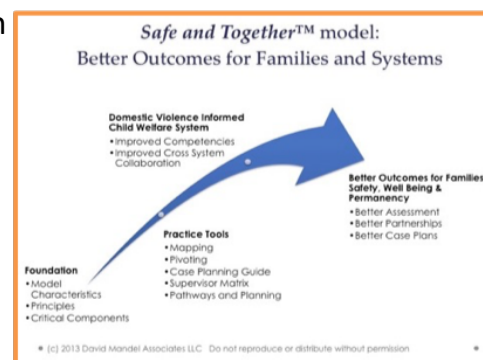 n
Safe and Together™ model:
Better Outcomes for Families and Systems
Domestic Violence Informed
Child Welfare System
•Improved Competencies
•Improved Cross System
Collaboration
Better Outcomes for Families
Safety, Well Being &
Permanency
•Better Assessment
•Better Partnerships
•Better Case Plans
Practice Tools
•Mapping
•Pivoting
•Case Planning Guide
•Supervisor Matrix
•Pathways and Planning
Foundation
•Model
Characteristics
•Principles
•Critical Components
• (c) 2013 David Mandel Associates LLC Do not reproduce or distribute without permission •